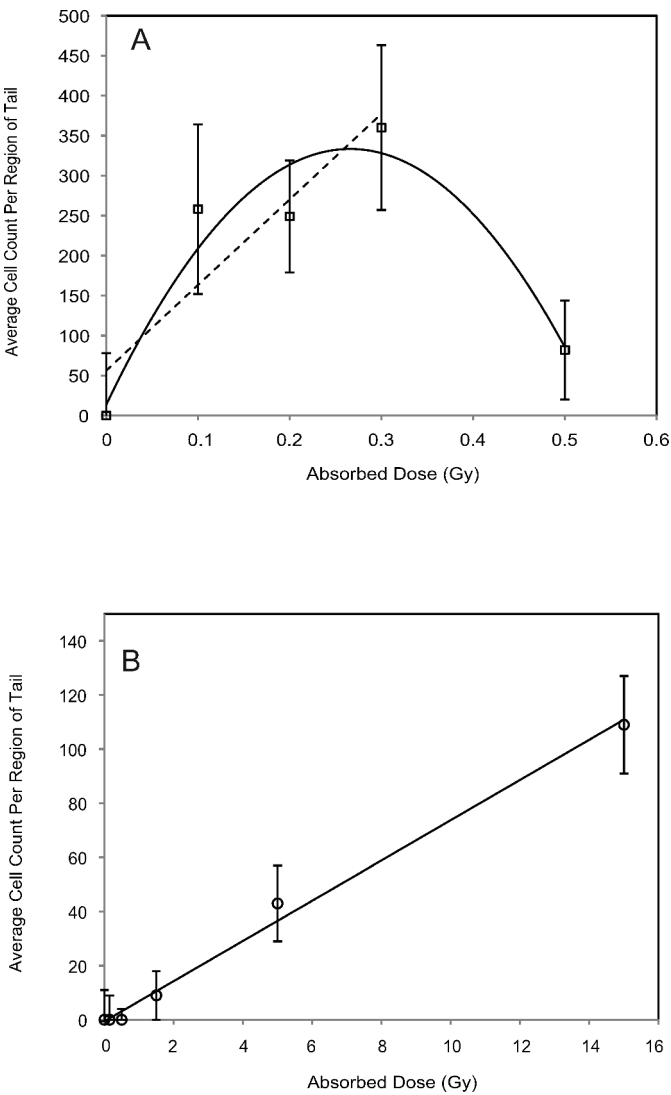 A
Average Cell Count Per Region of Tail
500
450
400
350
300
250
200
150
100
50
0
0 0.1 0.2 0.3 0.4 0.5 0.6
Absorbed Dose (Gy)
B
Average Cell Count Per Region of Tail
140
120
100
80
60
40
20
0
0 2 4 6 8 10 12 14 16
Absorbed Dose (Gy)